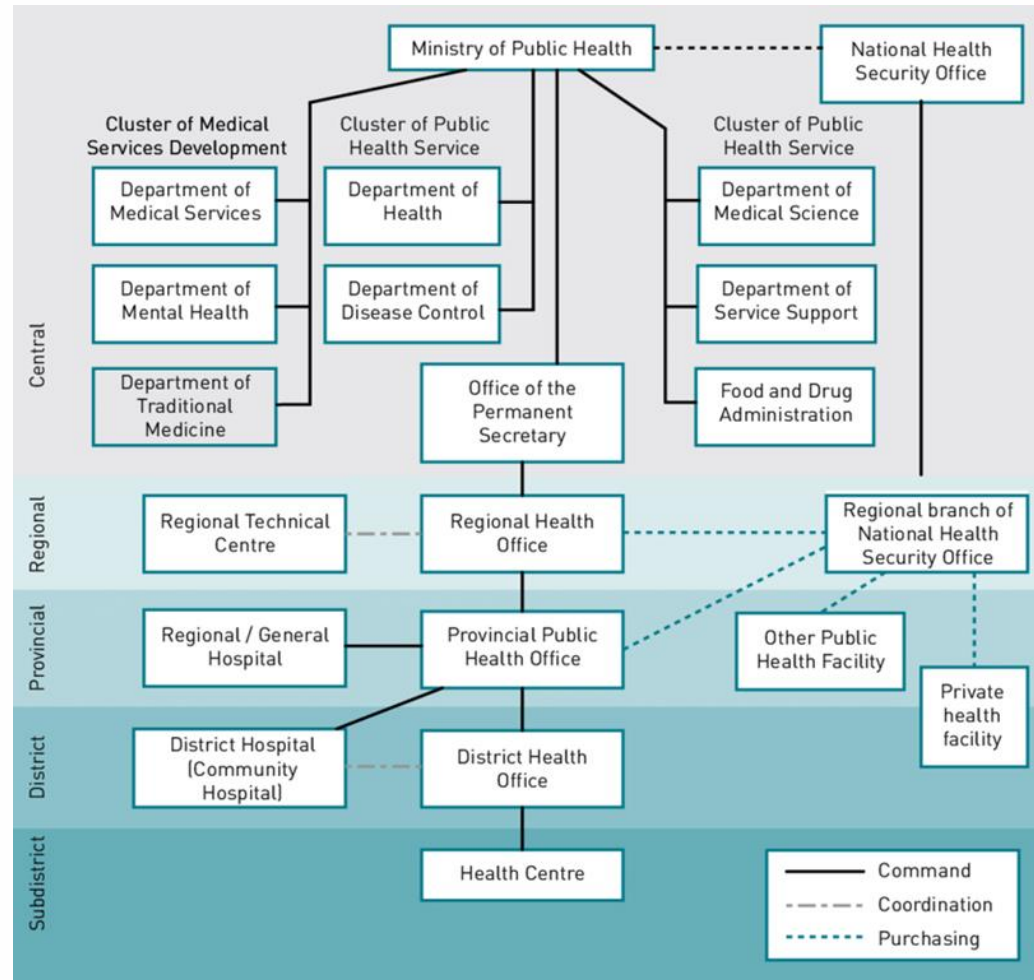 Ministry of Public Health
National Health
Security Office
Cluster of Medical
Services Development
Cluster of Public
Health Service
Cluster of Public
Health Service
Department of
Medical Services
Department of
Health
Department of
Medical Science
Department of
Mental Health
Department of
Disease Control
Department of
Service Support
Central
Department of
Traditional
Medicine
Office of the
Permanent
Secretary
Food and Drug
Administration
Regional
Regional Technical
Centre
Regional Health
Office
Regional branch of
National Health
Security Office
Provincial
Regional / General
Hospital
Provincial Public
Health Office
Other Public
Health Facility
Private
health
facility
District
District Hospital
(Community
Hospital)
District Health
Office
Subdistrict
Health Centre
Command
Coordination
Purchasing